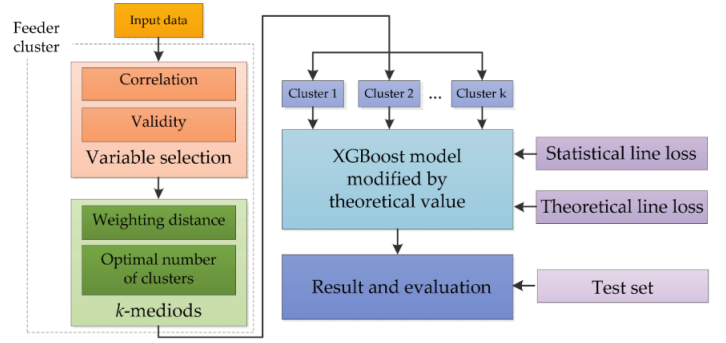 Feeder
cluster
Input data
Correlation
Validity
Variable selection
Weighting distance
Optimal number
of clusters
k-mediods
Cluster 1
Cluster 2
...
Cluster k
XGBoost model
modified by
theoretical value
Statistical line loss
Theoretical line loss
Result and evaluation
Test set